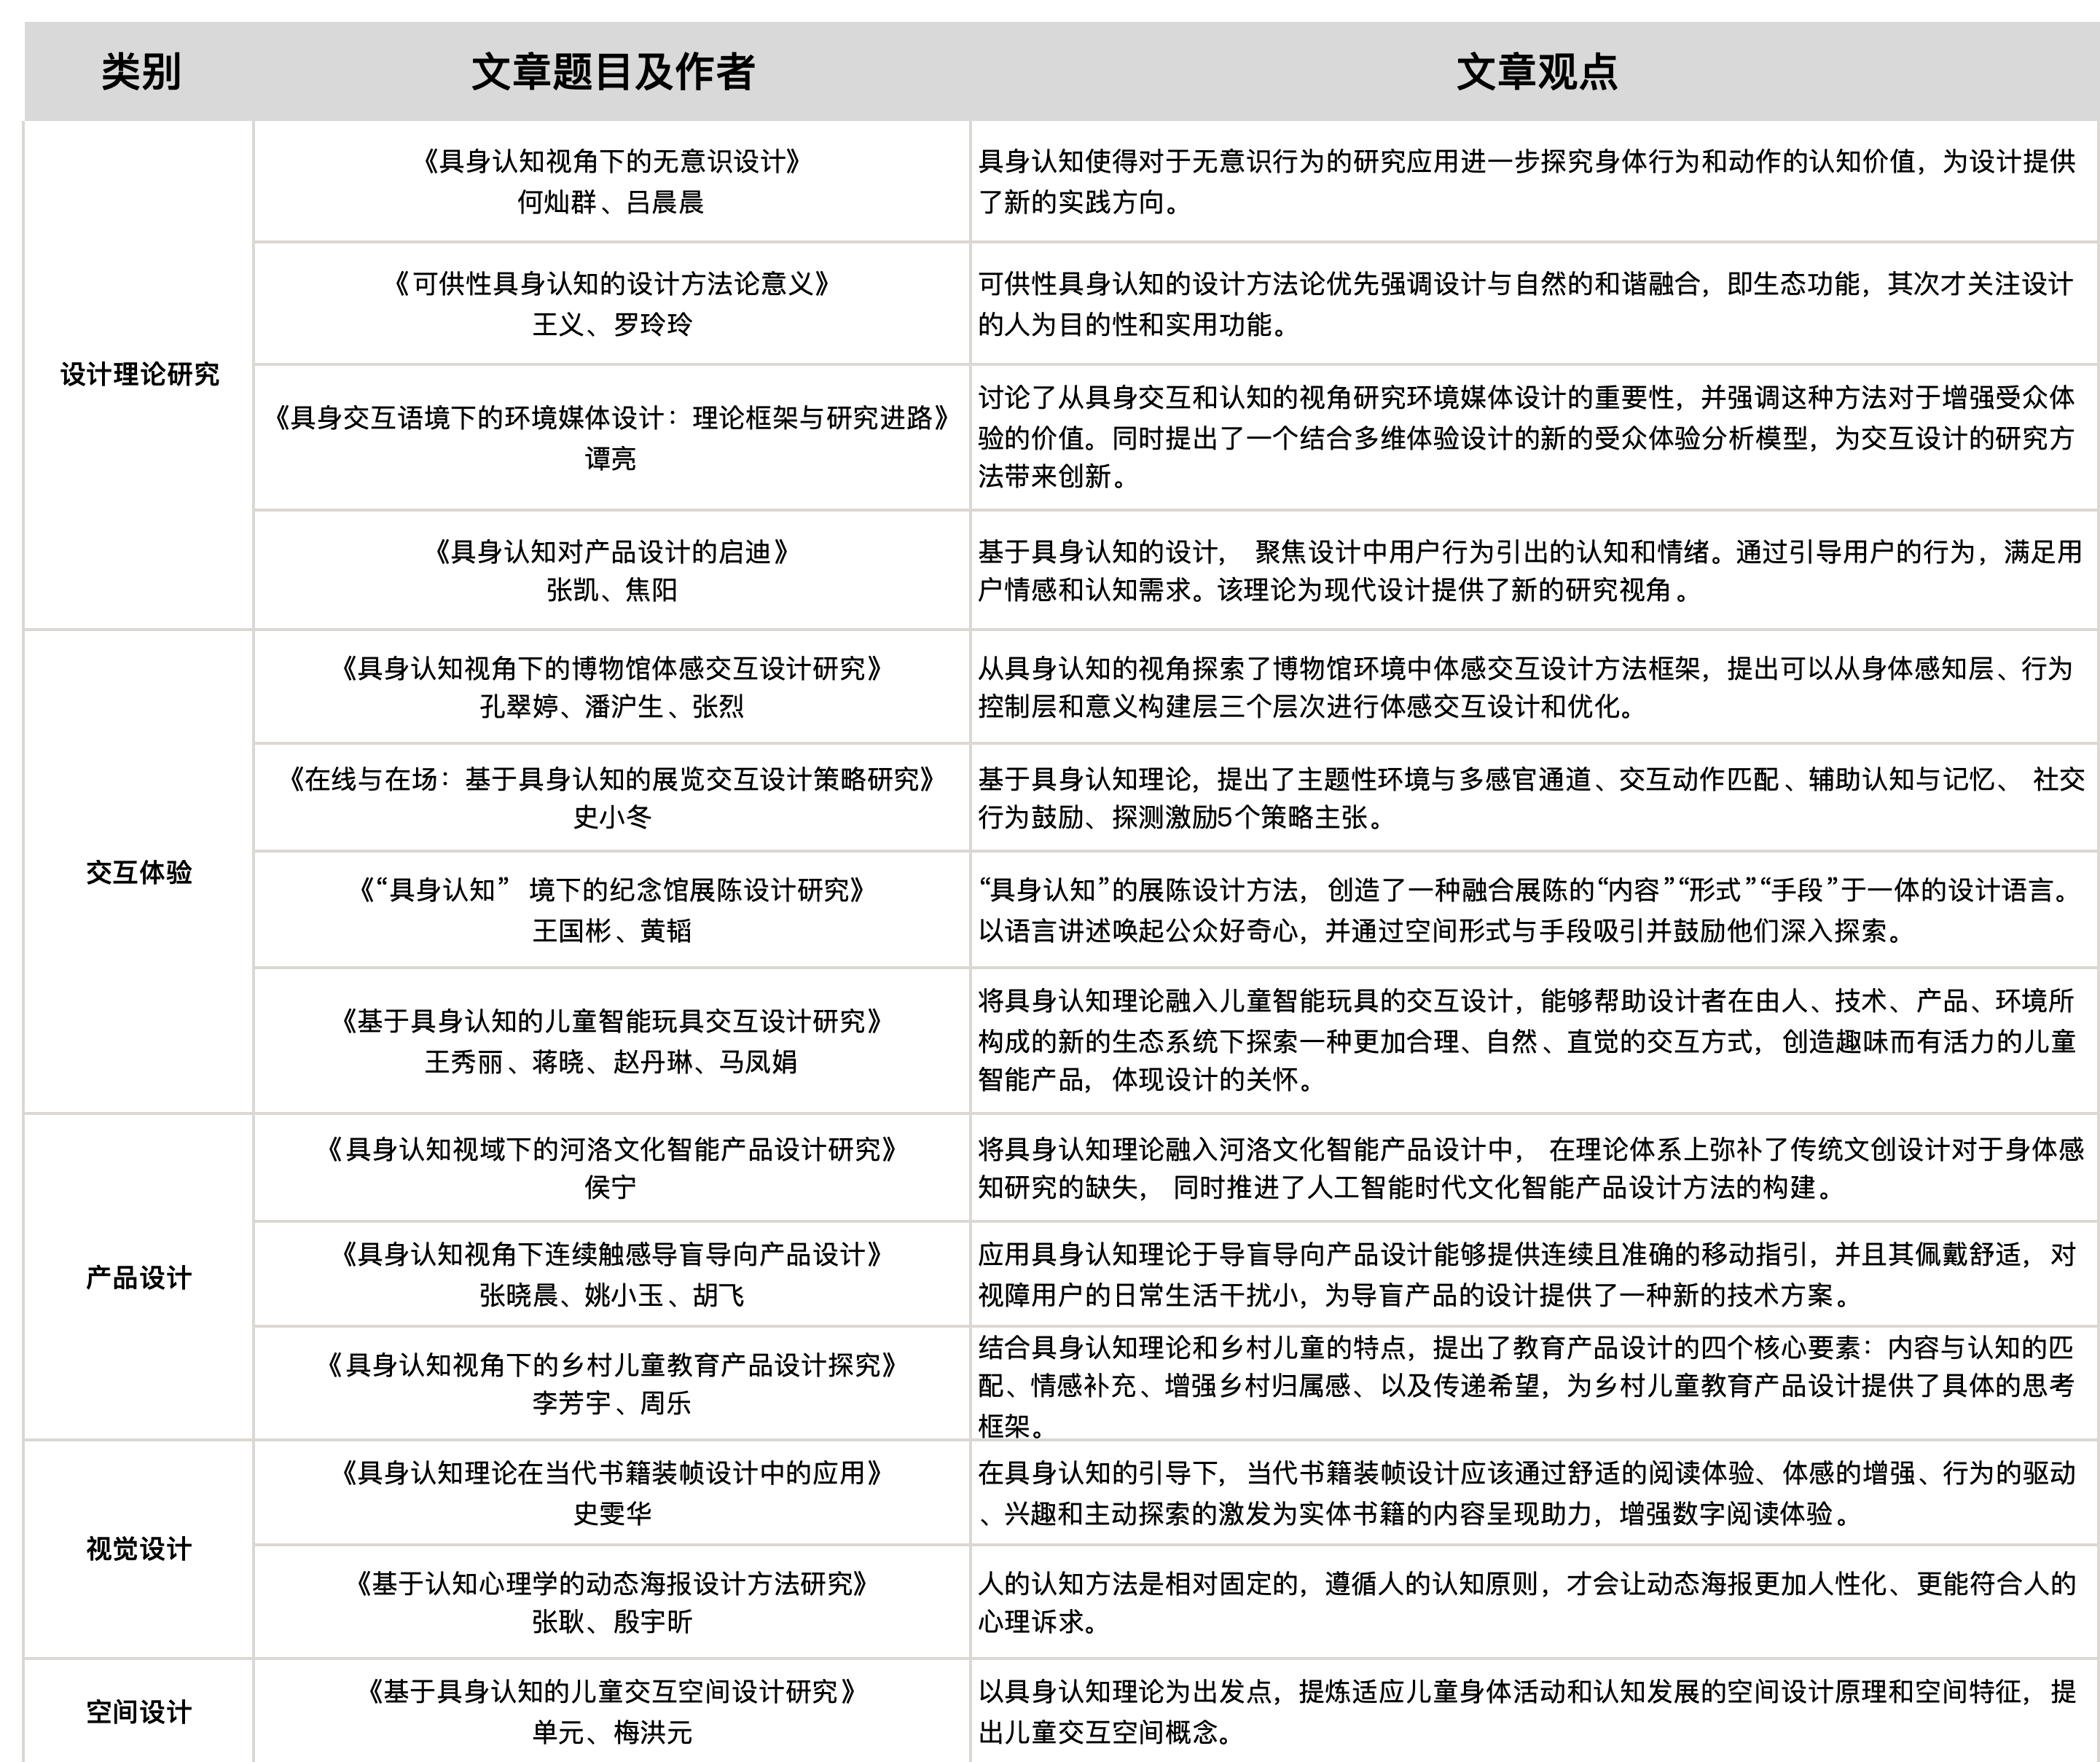 类别
文章题目及作者
文章观点
设计理论研究
《具身认知视角下的无意识设计》
何灿群、吕晨晨
具身认知使得对于无意识行为的研究应用进一步探究身体行为和动作的认知价值，为设计提供
了新的实践方向。
《可供性具身认知的设计方法论意义》
王义、罗玲玲
可供性具身认知的设计方法论优先强调设计与自然的和谐融合，即生态功能，其次才关注设计
的人为目的性和实用功能。
《具身交互语境下的环境媒体设计：理论框架与研究进路》
谭亮
讨论了从具身交互和认知的视角研究环境媒体设计的重要性，并强调这种方法对于增强受众体
验的价值。同时提出了一个结合多维体验设计的新的受众体验分析模型，为交互设计的研究方
法带来创新。
《具身认知对产品设计的启迪》
张凯、焦阳
基于具身认知的设计， 聚焦设计中用户行为引出的认知和情绪。通过引导用户的行为，满足用
户情感和认知需求。该理论为现代设计提供了新的研究视角。
交互体验
《具身认知视角下的博物馆体感交互设计研究》
孔翠婷、潘沪生、张烈
从具身认知的视角探索了博物馆环境中体感交互设计方法框架，提出可以从身体感知层、行为
控制层和意义构建层三个层次进行体感交互设计和优化。
《在线与在场：基于具身认知的展览交互设计策略研究》
史小冬
基于具身认知理论，提出了主题性环境与多感官通道、交互动作匹配、辅助认知与记忆、 社交
行为鼓励、探测激励5个策略主张。
《“具身认知” 境下的纪念馆展陈设计研究》
王国彬、黄韬
“具身认知”的展陈设计方法，创造了一种融合展陈的“内容”“形式”“手段”于一体的设计语言。
以语言讲述唤起公众好奇心，并通过空间形式与手段吸引并鼓励他们深入探索。
《基于具身认知的儿童智能玩具交互设计研究》
王秀丽、蒋晓、赵丹琳、马凤娟
将具身认知理论融入儿童智能玩具的交互设计，能够帮助设计者在由人、技术、产品、环境所
构成的新的生态系统下探索一种更加合理、自然、直觉的交互方式，创造趣味而有活力的儿童
智能产品，体现设计的关怀。
产品设计
《具身认知视域下的河洛文化智能产品设计研究》
侯宁
将具身认知理论融入河洛文化智能产品设计中， 在理论体系上弥补了传统文创设计对于身体感
知研究的缺失， 同时推进了人工智能时代文化智能产品设计方法的构建。
《具身认知视角下连续触感导盲导向产品设计》
张晓晨、姚小玉、胡飞
应用具身认知理论于导盲导向产品设计能够提供连续且准确的移动指引，并且其佩戴舒适，对
视障用户的日常生活干扰小，为导盲产品的设计提供了一种新的技术方案。
《具身认知视角下的乡村儿童教育产品设计探究》
李芳宇、周乐
结合具身认知理论和乡村儿童的特点，提出了教育产品设计的四个核心要素：内容与认知的匹
配、情感补充、增强乡村归属感、以及传递希望，为乡村儿童教育产品设计提供了具体的思考
框架。
视觉设计
《具身认知理论在当代书籍装帧设计中的应用》
史雯华
在具身认知的引导下，当代书籍装帧设计应该通过舒适的阅读体验、体感的增强、行为的驱动
、兴趣和主动探索的激发为实体书籍的内容呈现助力，增强数字阅读体验。
《基于认知心理学的动态海报设计方法研究》
张耿、殷宇昕
人的认知方法是相对固定的，遵循人的认知原则，才会让动态海报更加人性化、更能符合人的
心理诉求。
空间设计
《基于具身认知的儿童交互空间设计研究》
单元、梅洪元
以具身认知理论为出发点，提炼适应儿童身体活动和认知发展的空间设计原理和空间特征，提
出儿童交互空间概念。